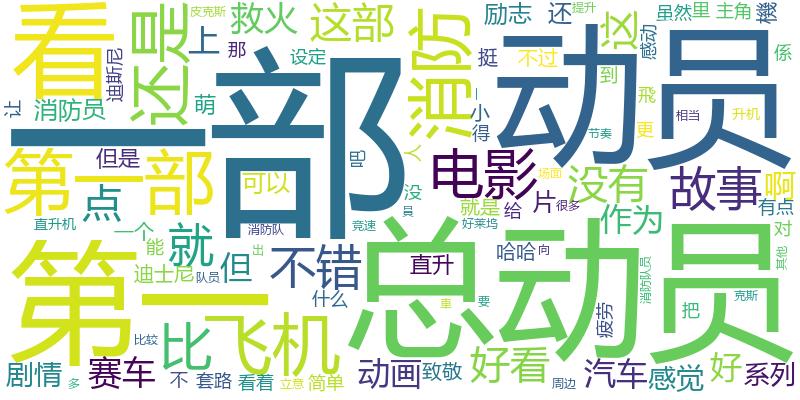 皮克斯
提升
看
还是
救火
这部
励志
还
虽然
里
主角
機
上
那
设定
迪斯尼
消防
动员
这
感动
係
挺
不过
到
让
消防员
萌
一部
一
小
得
飛
更
相当
升机
节奏
第一部
但是
吧
人
电影
场面
没有
故事
啊
点
可以
没
就是
给
片
很多
作为
有点
直升机
一个
消防队
竞速
員
好莱坞
对
能
就
但
不错
总动员
哈哈
向
直升
其他
第一
迪士尼
队员
出
消防队员
什么
比
飞机
車
要
疲劳
把
克斯
比较
好看
剧情
赛车
动画
致敬
汽车
感觉
好
系列
多
不
套路
看着
立意
简单
周边